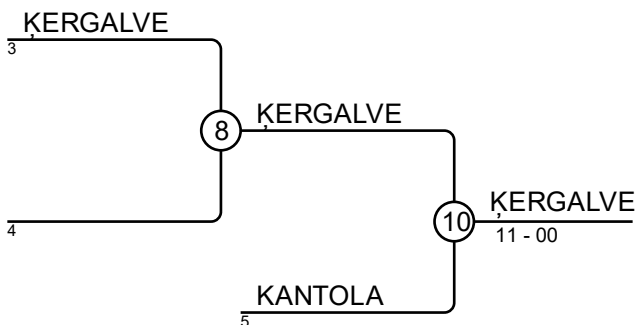 ĶERGALVE
3
8
ĶERGALVE
4
10
ĶERGALVE
11 - 00
KANTOLA
5